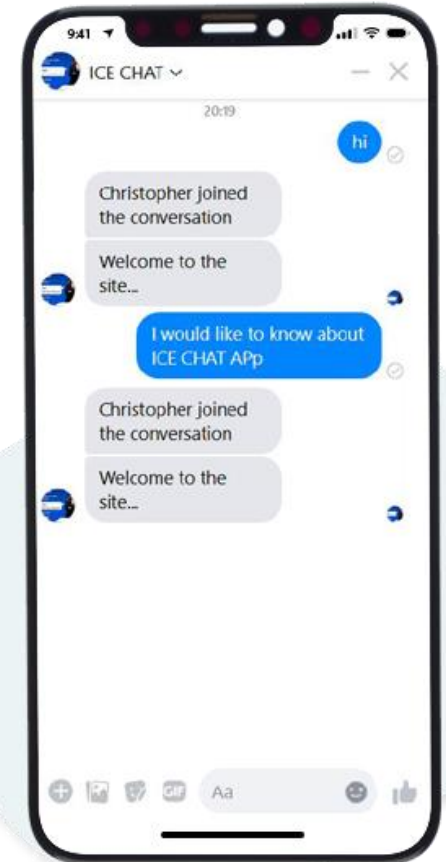 9:41
ICE CHAT
20:19
hi
Christopher joined
the conversation
Welcome to the
site...
I would like to know about
ICE CHAT APp
Christopher joined
the conversation
Welcome to the
site...
GIF
Aa